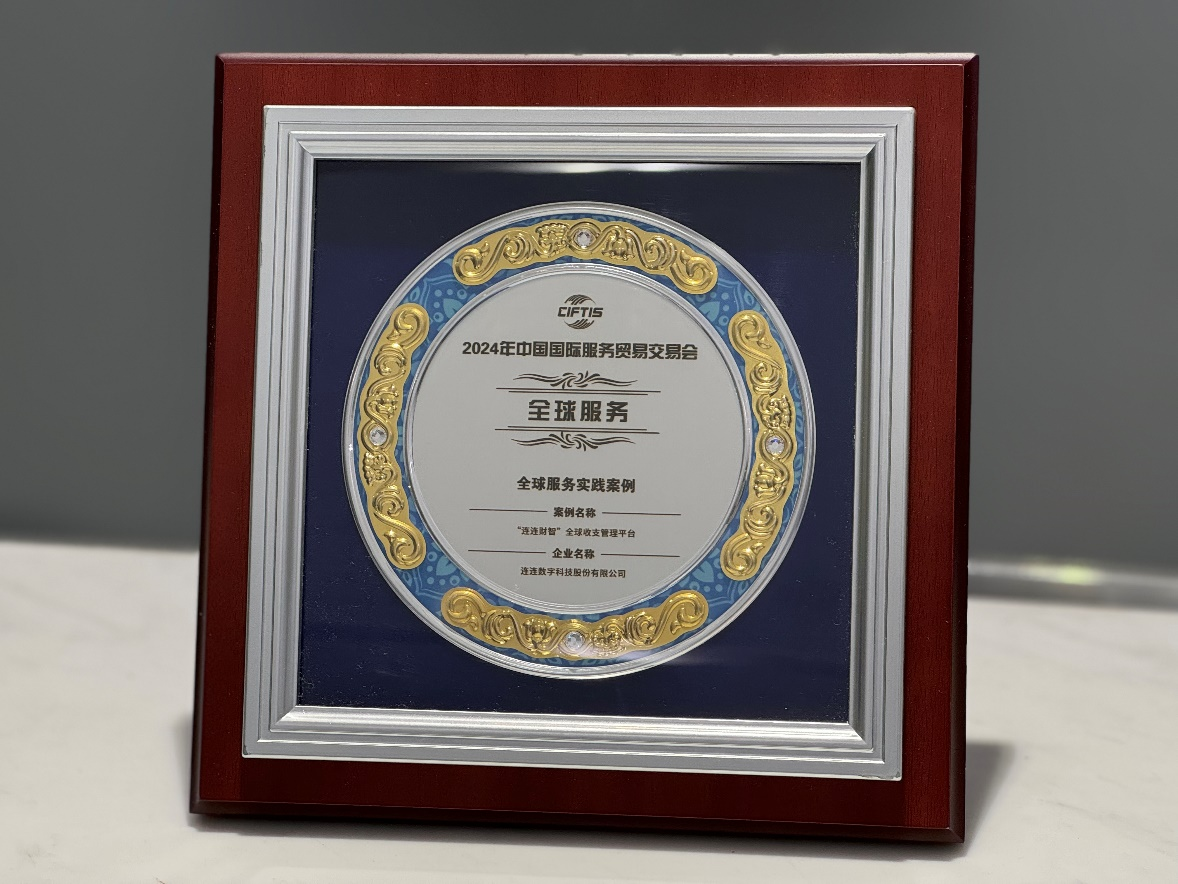 CIFTIS
2024年中国国际服务贸易交易会
全球服务
全球服务实践案例
案例名称
“连连财智”全球收支管理平台
企业名称
连连数字科技股份有限公司